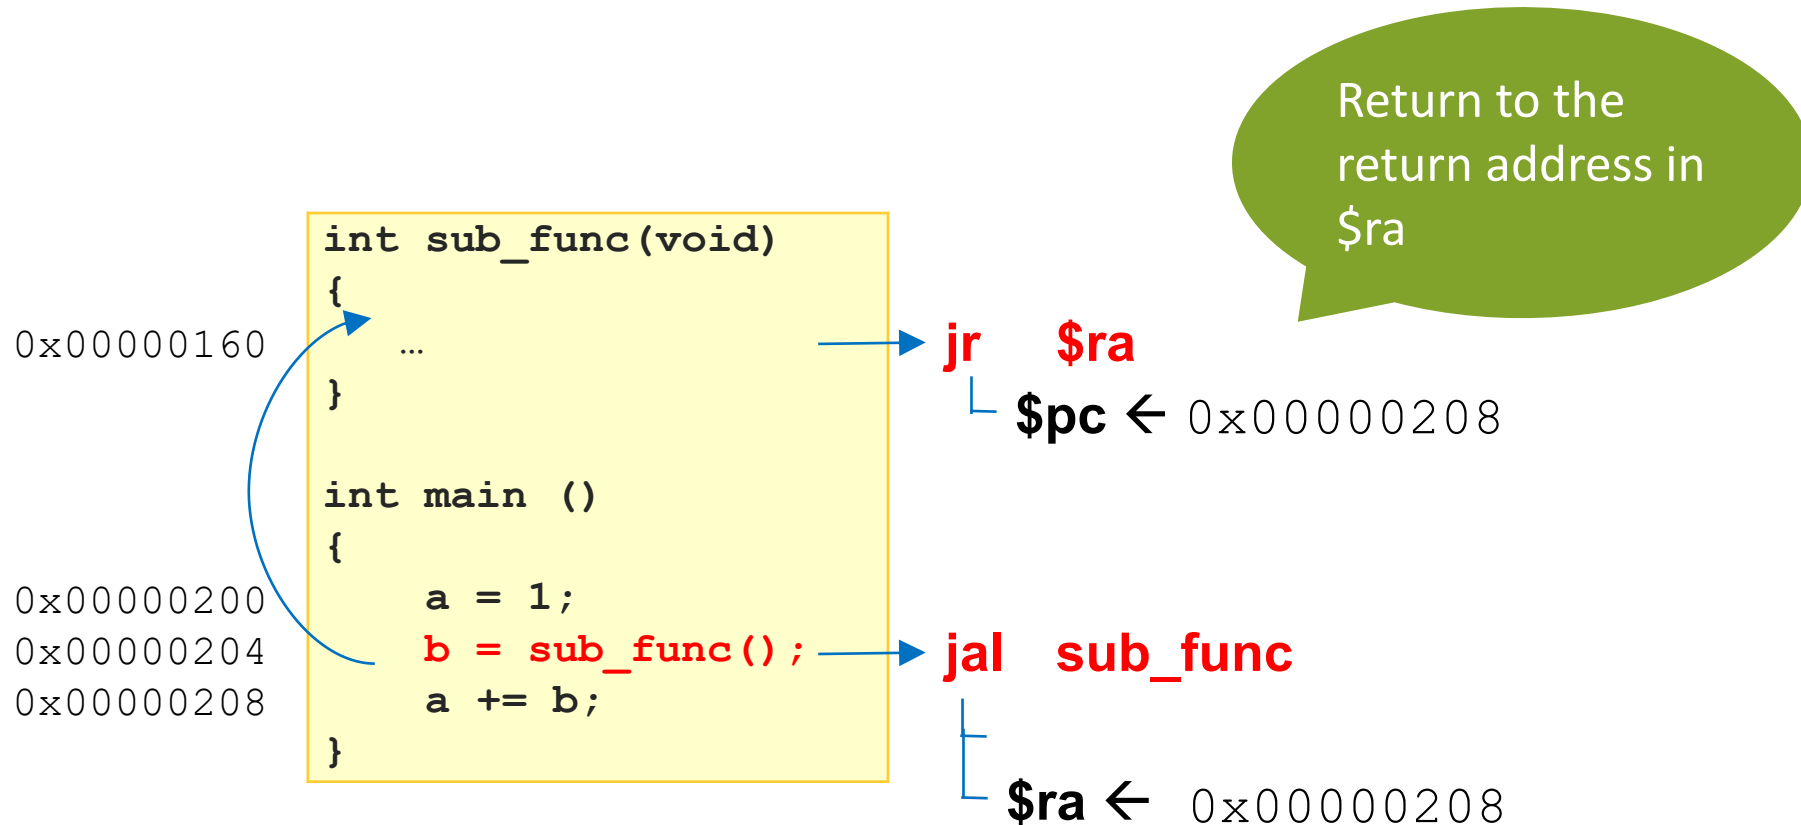 Return to the
return address in
$ra
int sub_func(void)
{
0x00000160 … jr $ra
}
$pc ← 0x00000208
int main ()
{
0x00000200 a = 1;
0x00000204 b = sub_func(); jal sub_func
0x00000208 a += b;
}
$ra ← 0x00000208